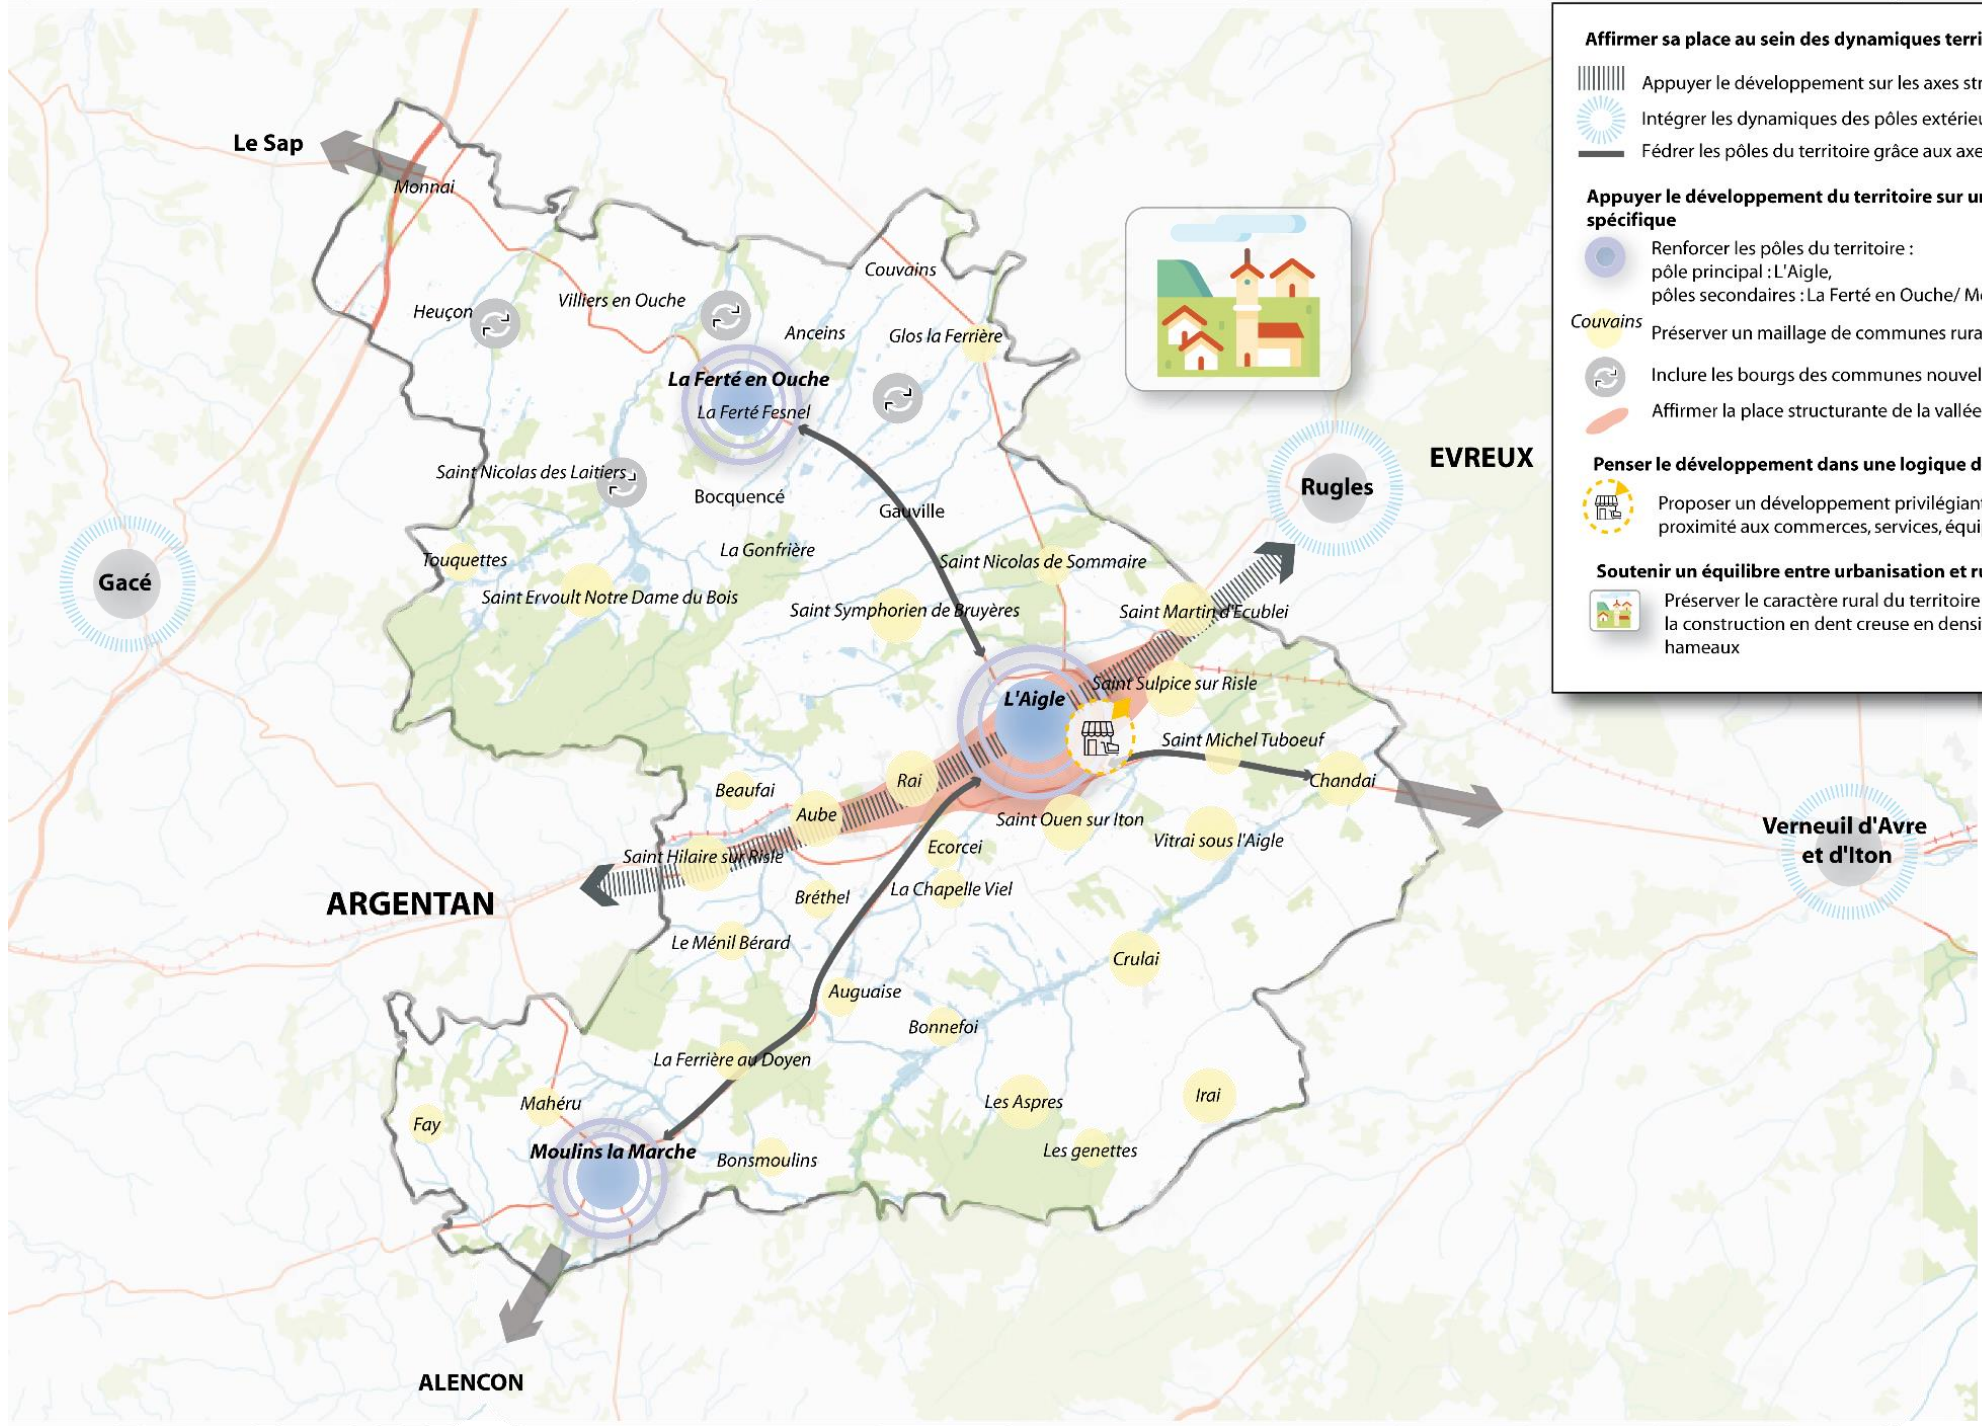 Le Sap
Monnai
Heuçon
Villiers en Ouche
Couvains
Anceins
Glos la Ferrière
La Ferté en Ouche
La Ferté Fesnel
Saint Nicolas des Laitiers
Bocquencé
Gauville
EVREUX
Rugles
Gacé
Touquettes
La Gonfrière
Saint Nicolas de Sommaire
Saint Ervoult Notre Dame du Bois
Saint Symphorien de Bruyères
Saint Martin d'Ecublei
L'Aigle
Saint Sulpice sur Risle
Saint Michel Tuboeuf
Chandai
Beaufai
Rai
Aube
Saint Ouen sur Iton
Vitrai sous l'Aigle
Verneuil d'Avre
et d'Iton
Saint Hilaire sur Risle
Ecorcei
ARGENTAN
Bréthel
La Chapelle Viel
Le Ménil Bérard
Crulai
Auguaise
Bonnefoi
La Ferrière au Doyen
Mahéru
Les Aspres
Irai
Fay
Moulins la Marche
Bonsmoulins
Les genettes
ALENCON
Affirmer sa place au sein des dynamiques terri
Appuyer le développement sur les axes str
Intégrer les dynamiques des pôles extérieu
Fédrer les pôles du territoire grâce aux axe
Appuyer le développement du territoire sur un
spécifique
Renforcer les pôles du territoire :
pôle principal : L'Aigle,
pôles secondaires : La Ferté en Ouche/ Mo
Couvains
Préserver un maillage de communes rura
Inclure les bourgs des communes nouvel
Affirmer la place structurante de la vallée
Penser le développement dans une logique d
Proposer un développement privilégiant
proximité aux commerces, services, équi
Soutenir un équilibre entre urbanisation et ru
Préserver le caractère rural du territoire
la construction en dent creuse en densi
hameaux